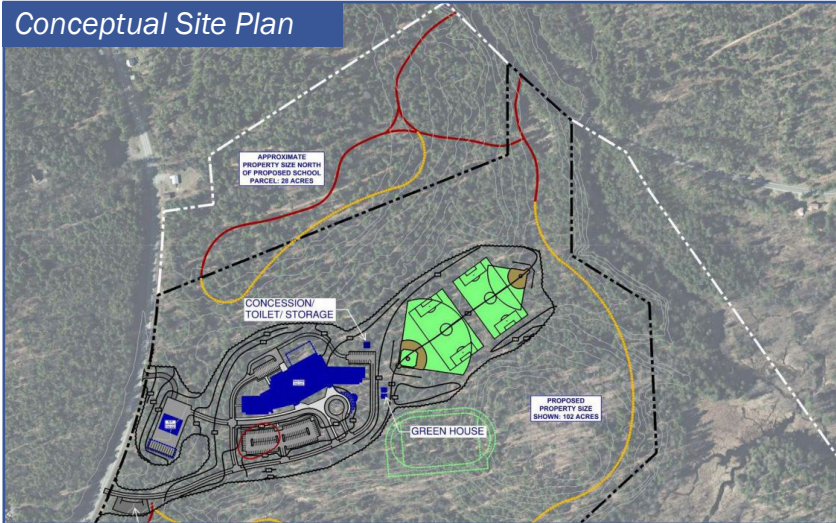 Conceptual Site Plan
APPROXIMATE
PROPERTY SIZE NORTH
OF PROPOSED SCHOOL
PARCEL: 28 ACRES
CONCESSION/
TOILET/ STORAGE
PROPOSED
PROPERTY SIZE
SHOWN: 102 ACRES
GREEN HOUSE